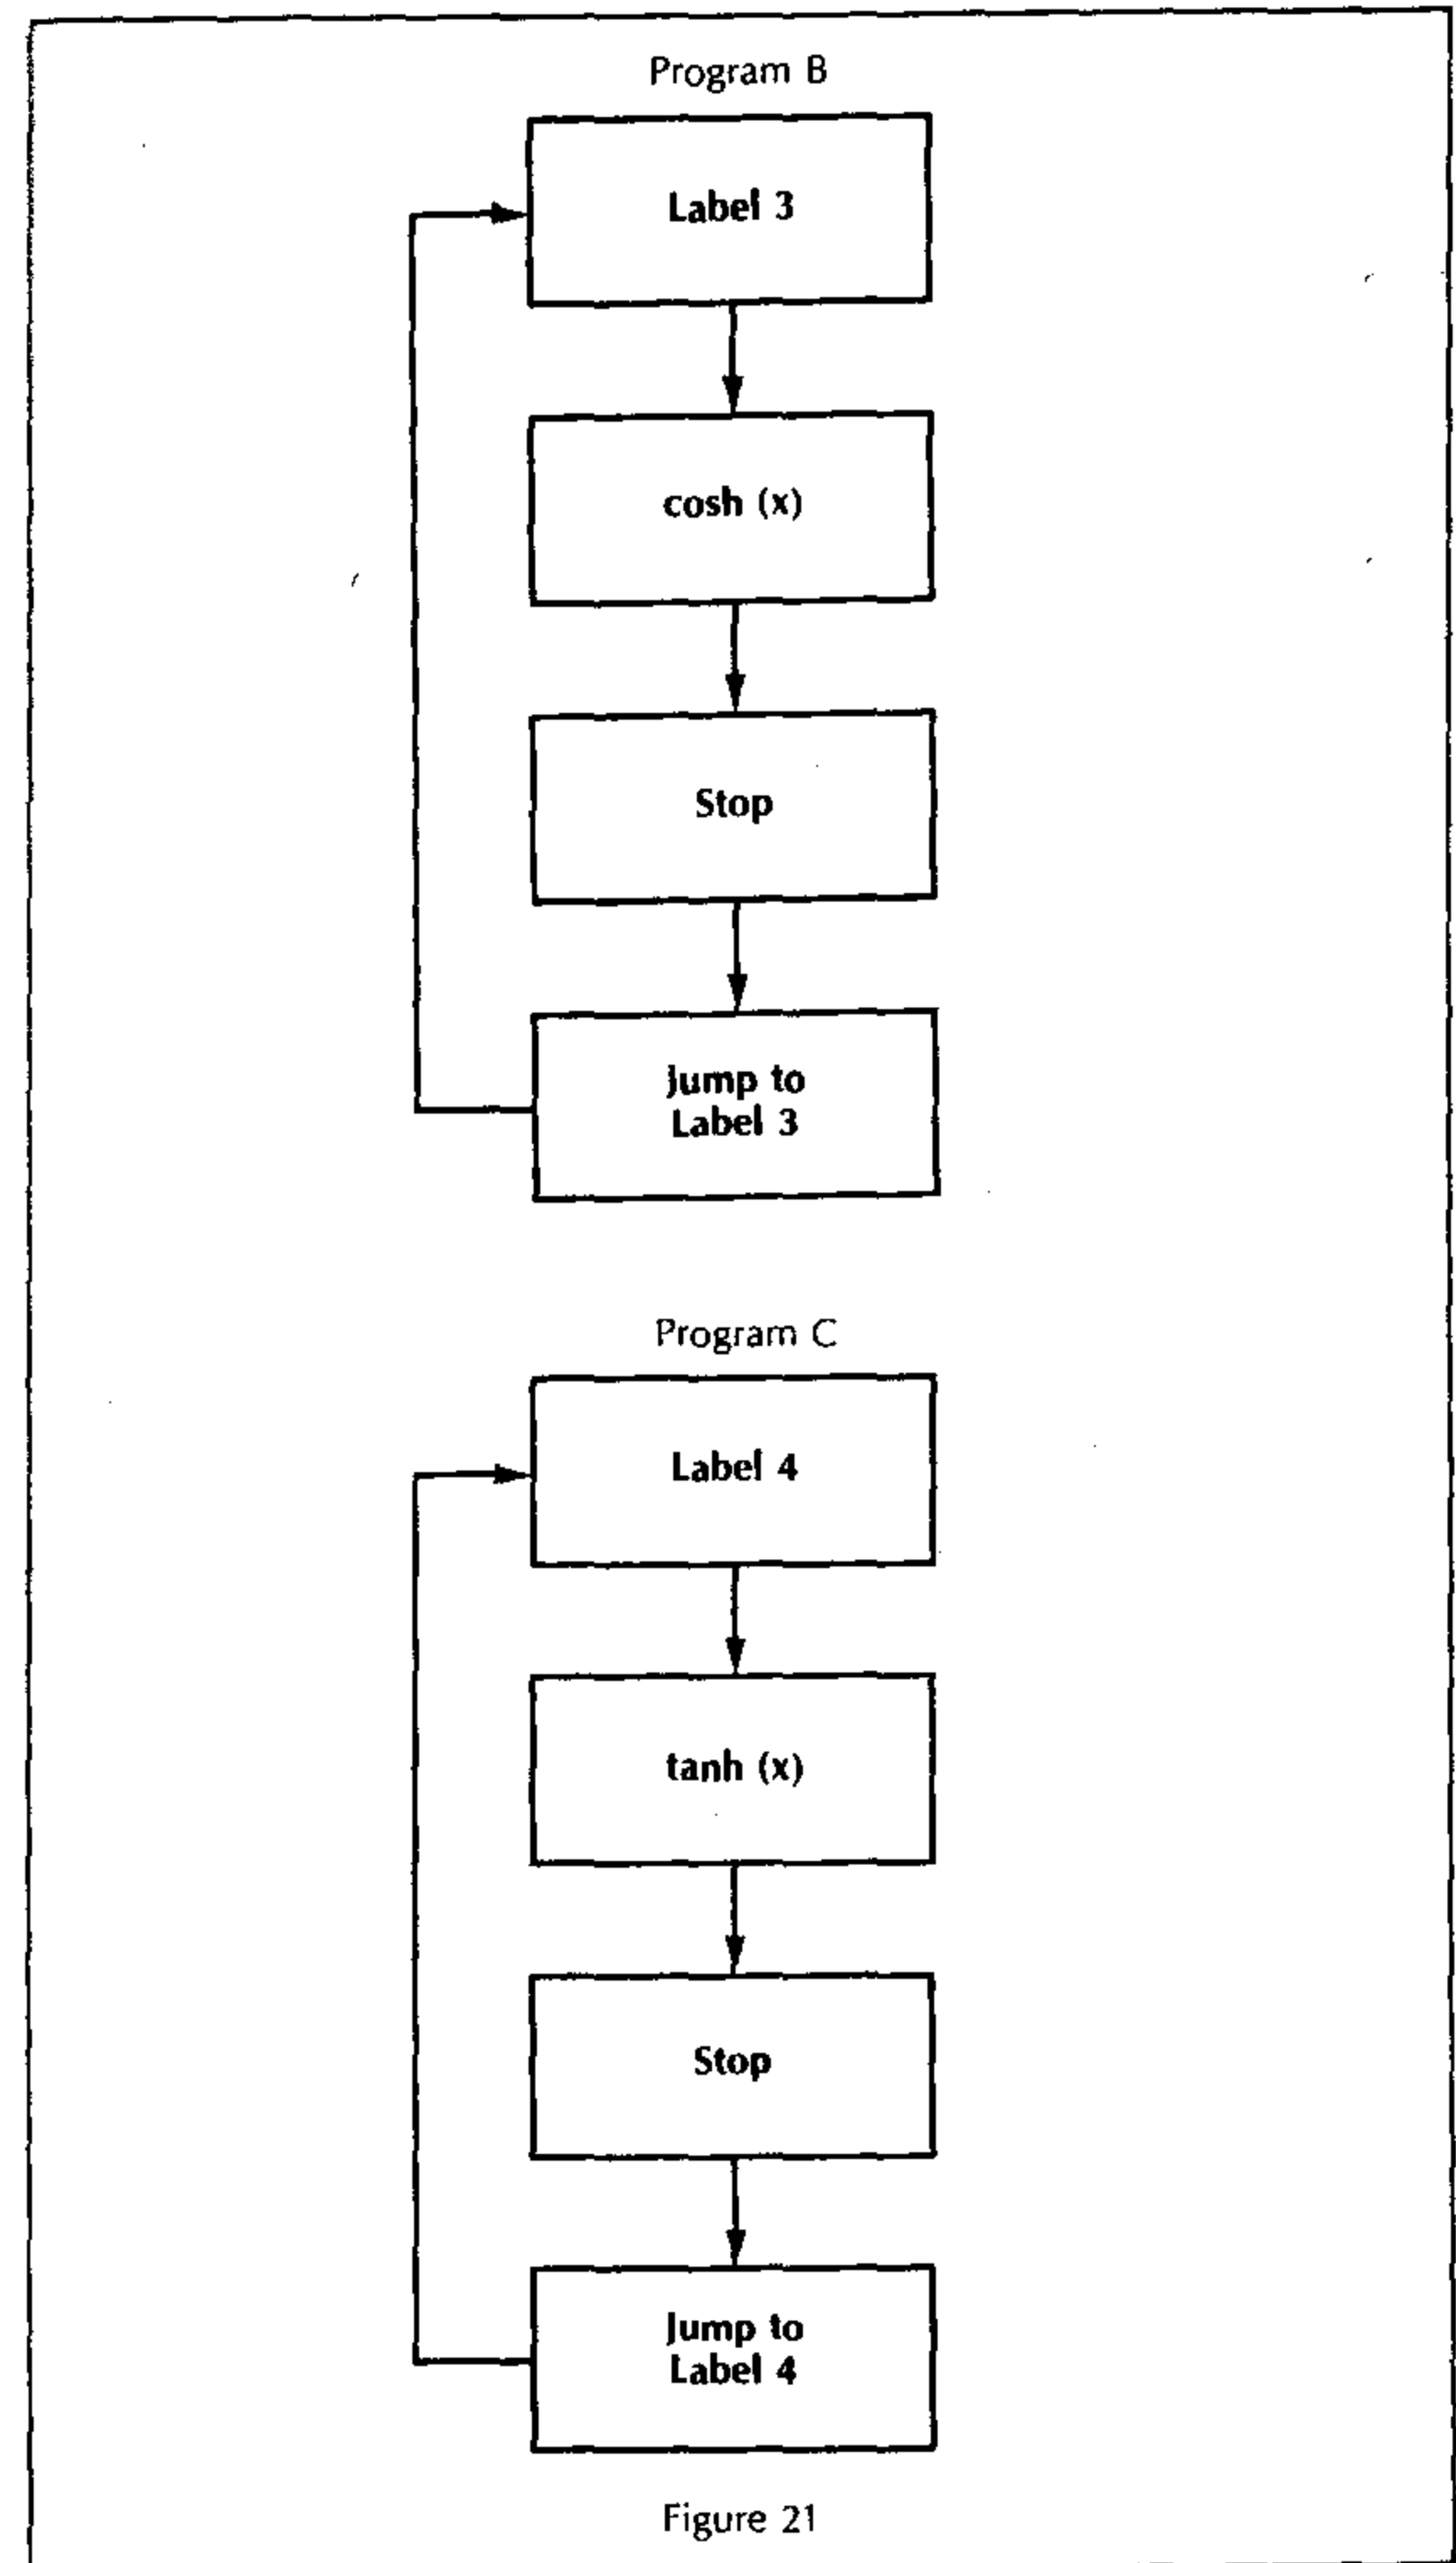 Program B
Label 3
cosh (x)
Stop
Jump to
Label 3
Program C
Label 4
tanh (x)
Stop
Jump to
Label 4
Figure 21